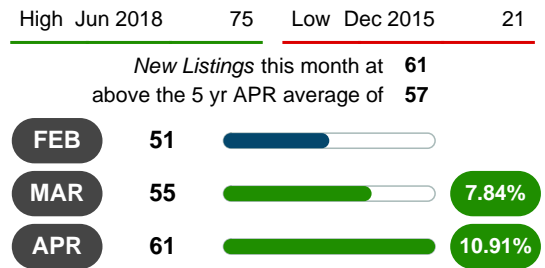 High Jun 2018 75 Low Dec 2015 21
New Listings this month at 61
above the 5 yr APR average of 57
FEB 51
MAR 55 7.84%
APR 61 10.91%